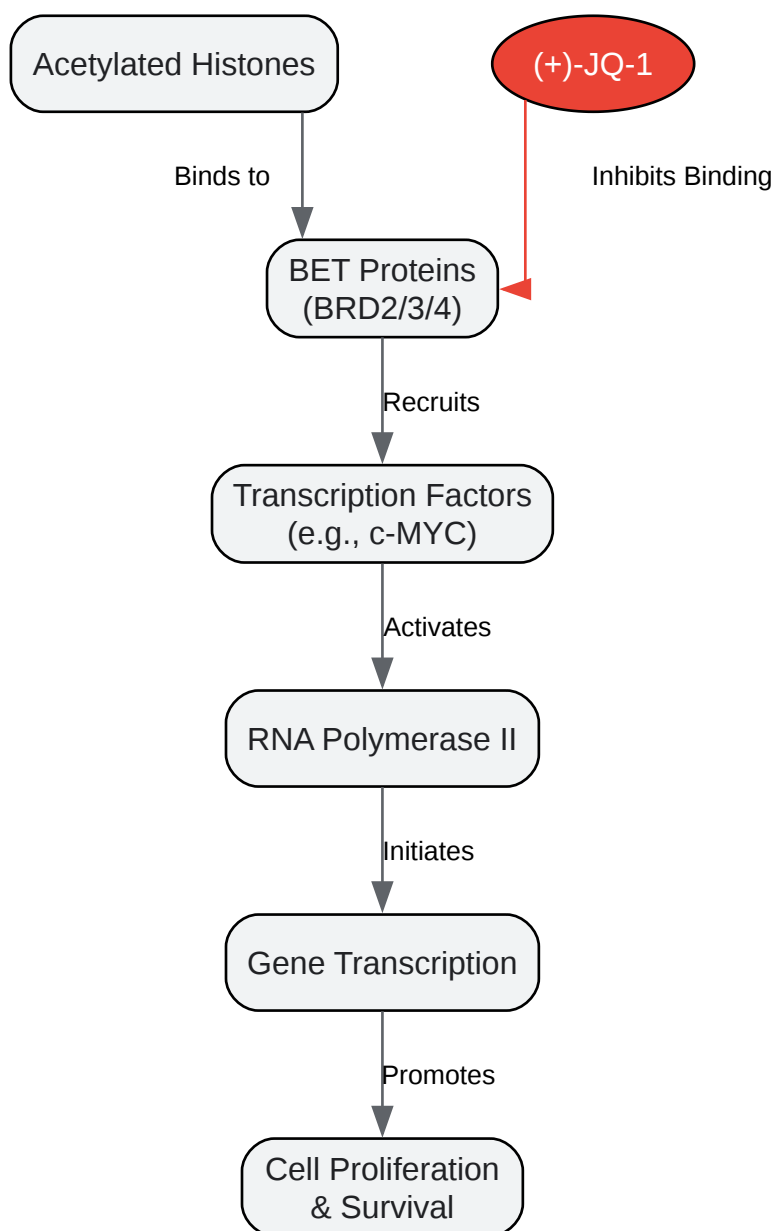 Acetylated Histones
(+)-JQ-1
Binds to
Inhibits Binding
BET Proteins
(BRD2/3/4)
Recruits
Transcription Factors
(e.g., c-MYC)
Activates
RNA Polymerase II
Initiates
Gene Transcription
Promotes
Cell Proliferation
& Survival